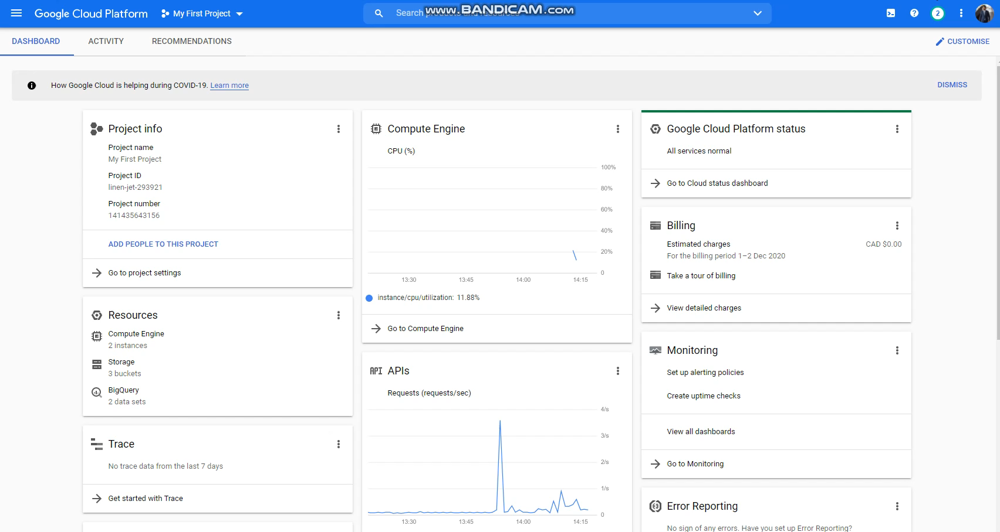 Google Cloud Platform
My First Project
Search products and resources
www.BANDICAM.com
2
DASHBOARD
ACTIVITY
RECOMMENDATIONS
CUSTOMISE
How Google Cloud is helping during COVID-19. Learn more
DISMISS
Project info
Project name
My First Project
Project ID
linen-jet-293921
Project number
141435643156
ADD PEOPLE TO THIS PROJECT
Go to project settings
Resources
Compute Engine
2 instances
Storage
3 buckets
BigQuery
2 data sets
Trace
No trace data from the last 7 days
Get started with Trace
Compute Engine
CPU (%)
100%
80%
60%
40%
20%
0
13:30
13:45
14:00
14:15
instance/cpu/utilization: 11.88%
Go to Compute Engine
API
APIs
Requests (requests/sec)
4/s
3/s
2/s
1/s
0
13:30
13:45
14:00
14:15
Google Cloud Platform status
All services normal
Go to Cloud status dashboard
Billing
Estimated charges
CAD $0.00
For the billing period 1–2 Dec 2020
Take a tour of billing
View detailed charges
Monitoring
Set up alerting policies
Create uptime checks
View all dashboards
Go to Monitoring
Error Reporting
No sign of any errors. Have you set up Error Reporting?